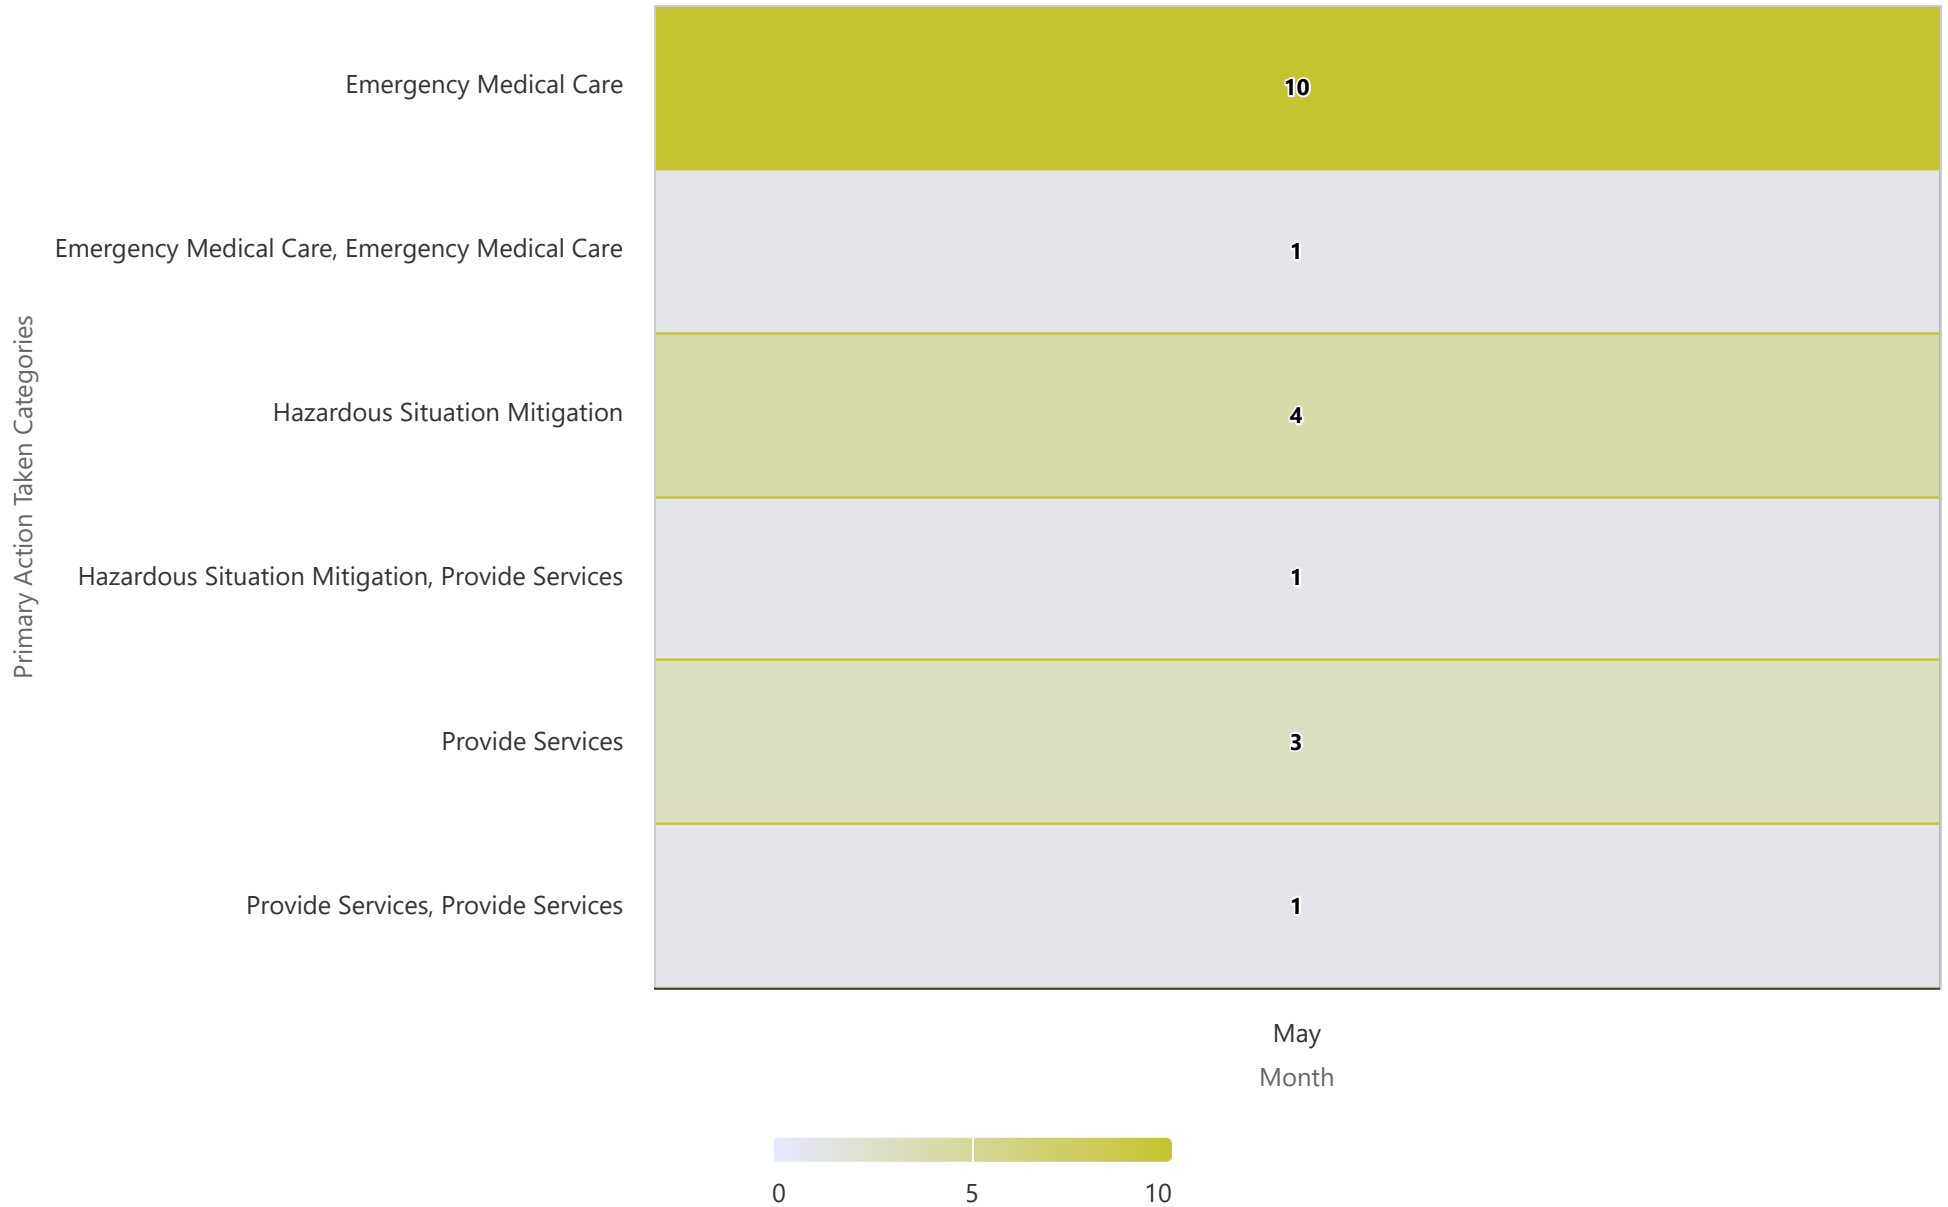 Primary Action Taken Categories
Emergency Medical Care
10
Emergency Medical Care, Emergency Medical Care
1
Hazardous Situation Mitigation
4
Hazardous Situation Mitigation, Provide Services
1
Provide Services
3
Provide Services, Provide Services
1
May
Month
0 5 10